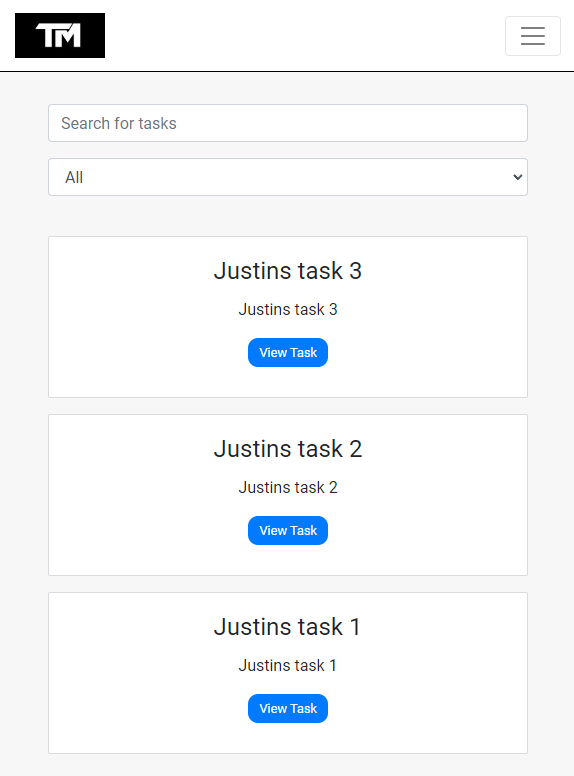 TM
Search for tasks
All
Justins task 3
Justins task 3
View Task
Justins task 2
Justins task 2
View Task
Justins task 1
Justins task 1
View Task